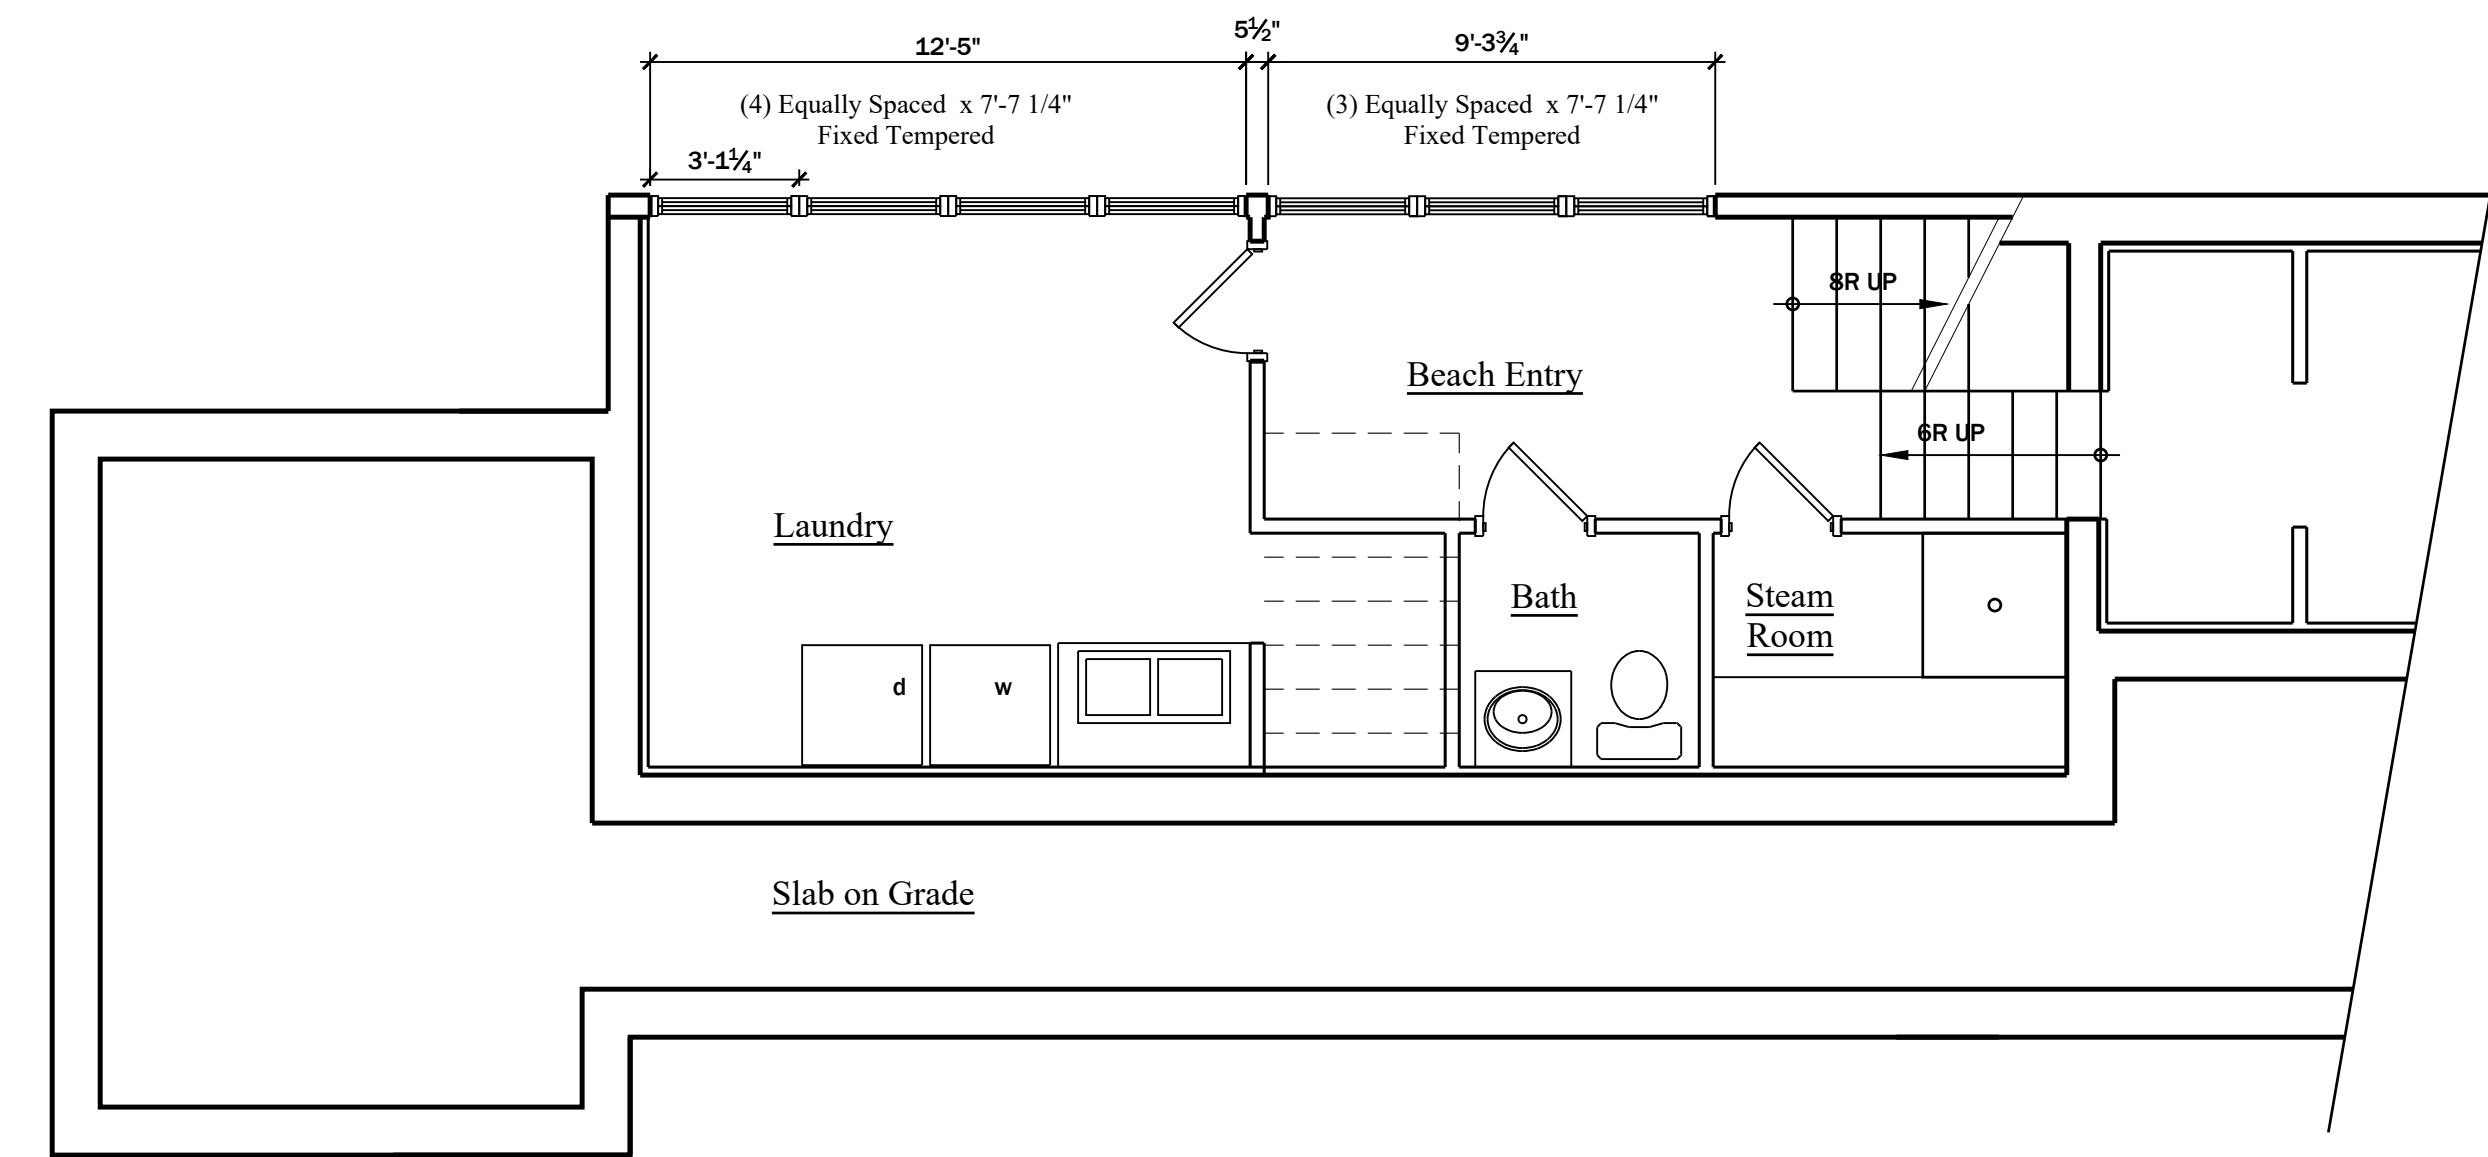 5½"
12'-5"
9'-3¾"
(4) Equally Spaced x 7'-7 1/4"
Fixed Tempered
(3) Equally Spaced x 7'-7 1/4"
Fixed Tempered
3'-1¼"
8R UP
Beach Entry
6R UP
Laundry
Bath
Steam
Room
d
w
Slab on Grade